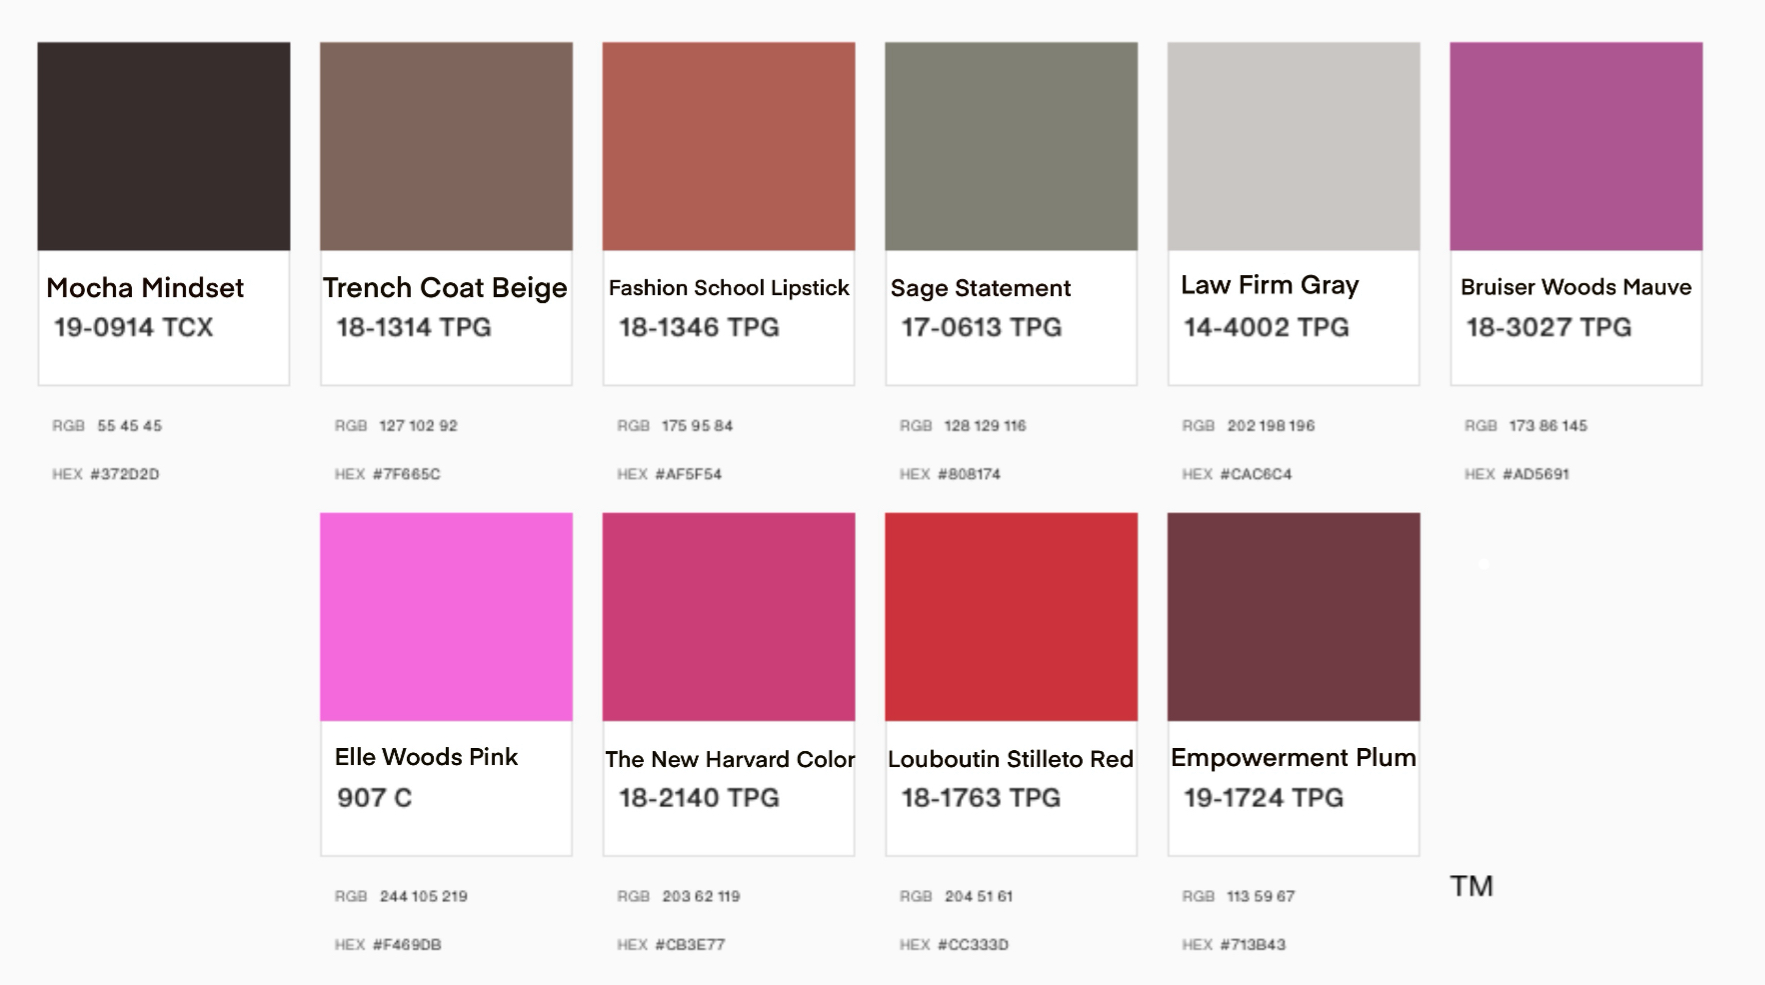 Mocha Mindset
19-0914 TCX
RGB 55 45 45
HEX #372D2D
Trench Coat Beige
18-1314 TPG
RGB 127 102 92
HEX #7F665C
Fashion School Lipstick
18-1346 TPG
RGB 175 95 84
HEX #AF5F54
Sage Statement
17-0613 TPG
RGB 128 129 116
HEX #808174
Law Firm Gray
14-4002 TPG
RGB 202 198 196
HEX #CAC6C4
Bruiser Woods Mauve
18-3027 TPG
RGB 173 86 145
HEX #AD5691
Elle Woods Pink
907 C
RGB 244 105 219
HEX #F469DB
The New Harvard Color
18-2140 TPG
RGB 203 62 119
HEX #CB3E77
Louboutin Stilleto Red
18-1763 TPG
RGB 204 51 61
HEX #CC333D
Empowerment Plum
19-1724 TPG
RGB 113 59 67
HEX #713B43
TM